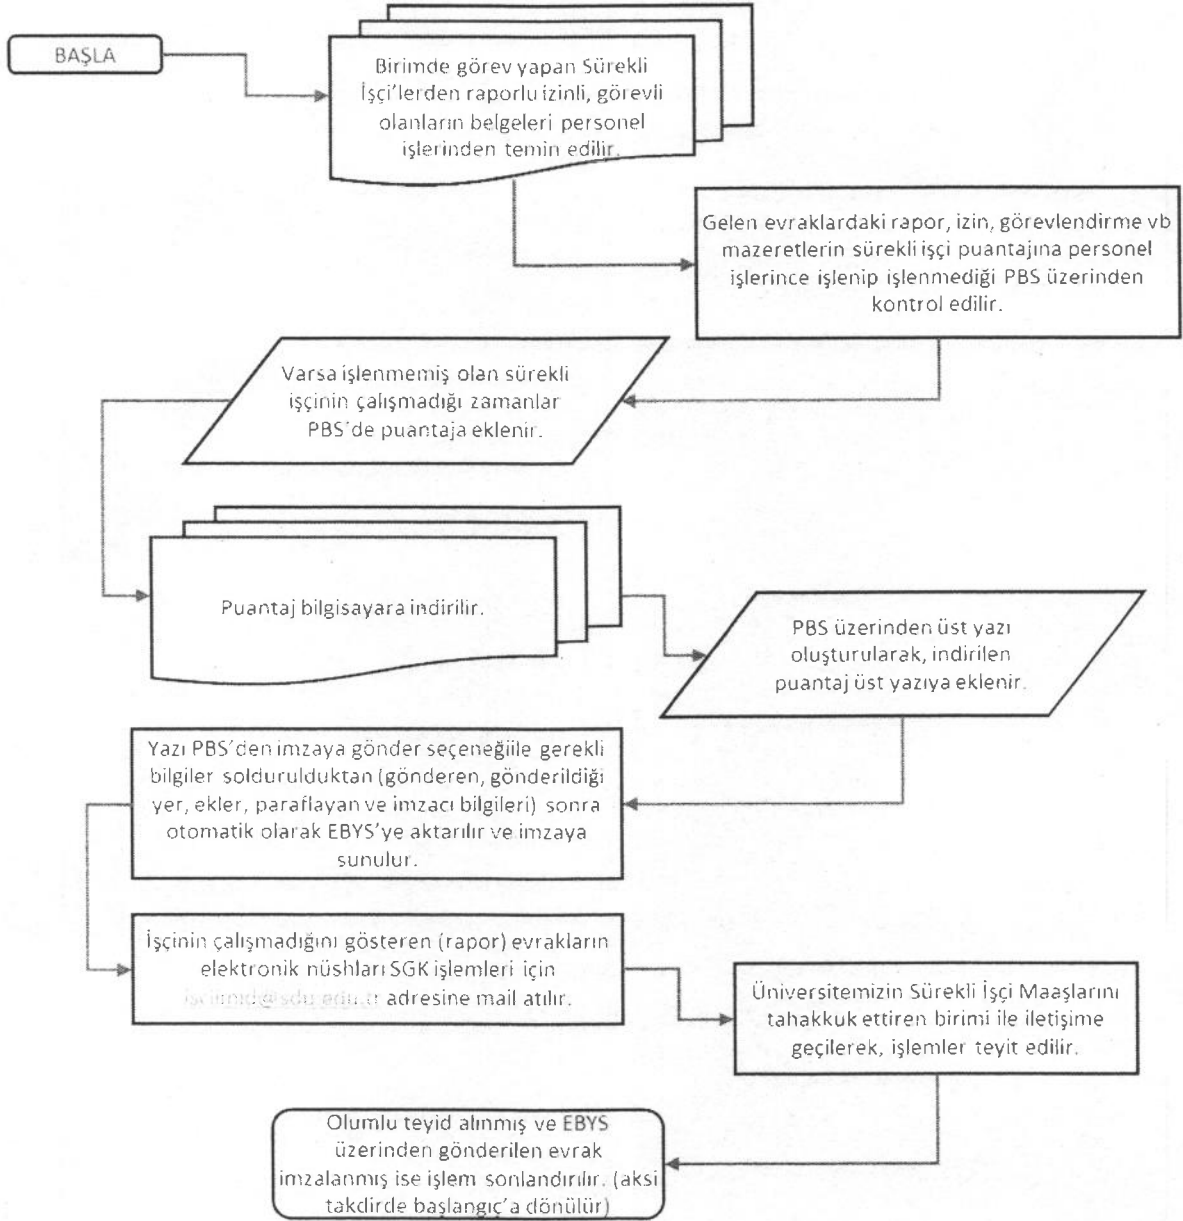 BAŞLA
Birimde görev yapan Sürekli
İşçi'lerden raporlu izinli, görevli
olanların belgeleri personel
işlerinden temin edilir.
Gelen evraklardaki rapor, izin, görevlendirme vb
mazeretlerin sürekli işçi puantajına personel
işlerince işlenip işlenmediği PBS üzerinden
kontrol edilir.
Varsa işlenmemiş olan sürekli
işçinin çalışmadığı zamanlar
PBS'de puantaja eklenir.
Puantaj bilgisayara indirilir.
PBS üzerinden üst yazı
oluşturularak, indirilen
puantaj üst yazıya eklenir.
Yazı PBS'den imzaya gönder seçeneğiile gerekli
bilgiler soldurulduktan (gönderen, gönderildiği
yer, ekler, paraflayan ve imzacı bilgileri) sonra
otomatik olarak EBYS'ye aktarılır ve imzaya
sunulur.
İşçinin çalışmadığını gösteren (rapor) evrakların
elektronik nüshları SGK işlemleri için
adresine mail atılır.
Üniversitemizin Sürekli İşçi Maaşlarını
tahakkuk ettiren birimi ile iletişime
geçilerek, işlemler teyit edilir.
Olumlu teyid alınmış ve EBYS
üzerinden gönderilen evrak
imzalanmış ise işlem sonlandırılır. (aksi
takdirde başlangıç'a dönülür)